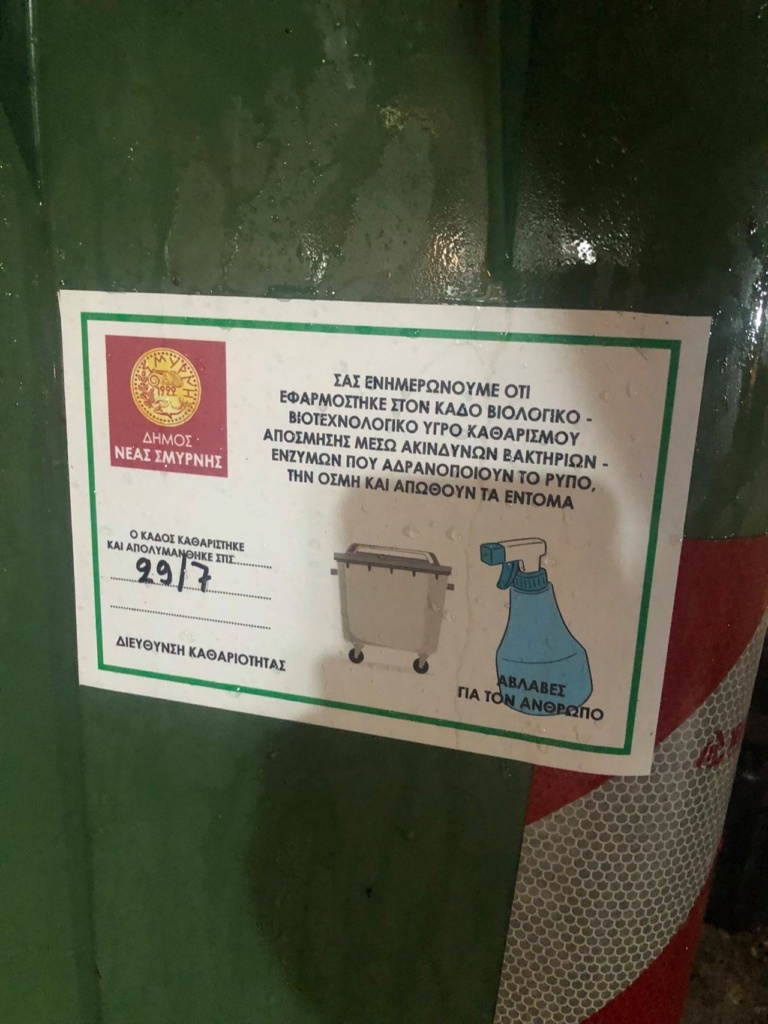 ΣΑΣ ΕΝΗΜΕΡΩΝΟΥΜΕ ΟΤΙ
ΕΦΑΡΜΟΣΤΗΚΕ ΣΤΟΝ ΚΑΔΟ ΒΙΟΛΟΓΙΚΟ -
ΒΙΟΤΕΧΝΟΛΟΓΙΚΟ ΥΓΡΟ ΚΑΘΑΡΙΣΜΟΥ
ΑΠΟΣΜΗΣΗΣ ΜΕΣΩ ΑΚΙΝΔΥΝΩΝ ΒΑΚΤΗΡΙΩΝ -
ΕΝΖΥΜΩΝ ΠΟΥ ΑΔΡΑΝΟΠΟΙΟΥΝ ΤΟ ΡΥΠΟ,
ΤΗΝ ΟΣΜΗ ΚΑΙ ΑΠΩΘΟΥΝ ΤΑ ΕΝΤΟΜΑ
ΔΗΜΟΣ
ΝΕΑΣ ΣΜΥΡΝΗΣ
Ο ΚΑΔΟΣ ΚΑΘΑΡΙΣΤΗΚΕ
ΚΑΙ ΑΠΟΛΥΜΑΝΘΗΚΕ ΣΤΙΣ
29/7
ΔΙΕΥΘΥΝΣΗ ΚΑΘΑΡΙΟΤΗΤΑΣ
ΑΒΛΑΒΕΣ
ΓΙΑ ΤΟΝ ΑΝΘΡΩΠΟ